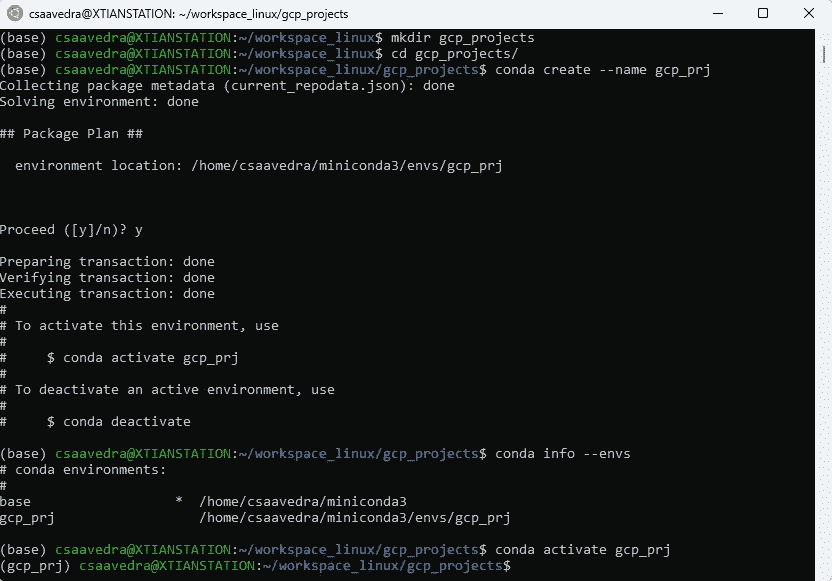 csaavedra@XTIANSTATION: ~/workspace_linux/gcp_projects
(base) csaavedra@XTIANSTATION:~/workspace_linux$ mkdir gcp_projects
(base) csaavedra@XTIANSTATION:~/workspace_linux$ cd gcp_projects/
(base) csaavedra@XTIANSTATION:~/workspace_linux/gcp_projects$ conda create --name gcp_prj
Collecting package metadata (current_repodata.json): done
Solving environment: done
## Package Plan ##
  environment location: /home/csaavedra/miniconda3/envs/gcp_prj
Proceed ([y]/n)? y
Preparing transaction: done
Verifying transaction: done
Executing transaction: done
#
# To activate this environment, use
#
#     $ conda activate gcp_prj
#
# To deactivate an active environment, use
#
#     $ conda deactivate
(base) csaavedra@XTIANSTATION:~/workspace_linux/gcp_projects$ conda info --envs
# conda environments:
#
base                  *  /home/csaavedra/miniconda3
gcp_prj                  /home/csaavedra/miniconda3/envs/gcp_prj
(base) csaavedra@XTIANSTATION:~/workspace_linux/gcp_projects$ conda activate gcp_prj
(gcp_prj) csaavedra@XTIANSTATION:~/workspace_linux/gcp_projects$